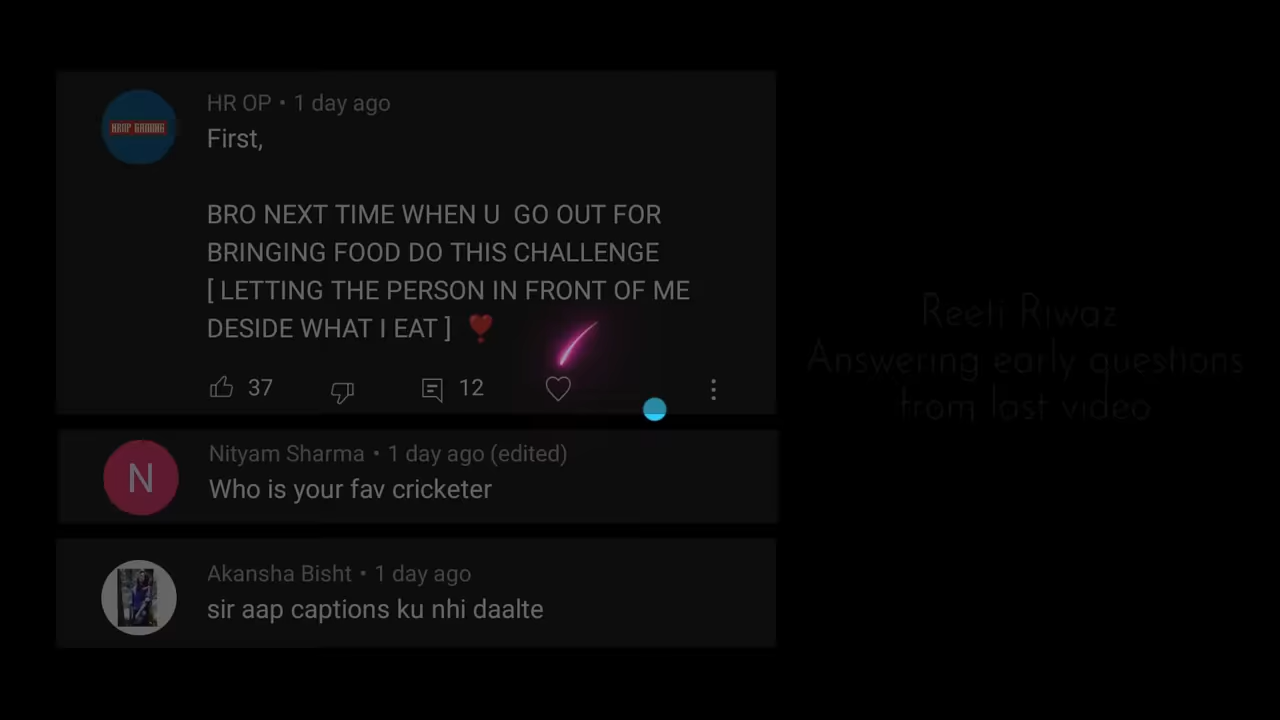 HR OP • 1 day ago
First,
BRO NEXT TIME WHEN U GO OUT FOR
BRINGING FOOD DO THIS CHALLENGE
[ LETTING THE PERSON IN FRONT OF ME
DESIDE WHAT I EAT ] ❣️
37
12
HROP GAMING
Nityam Sharma • 1 day ago (edited)
Who is your fav cricketer
N
Akansha Bisht • 1 day ago
sir aap captions ku nhi daalte
Reeti Riwaz
Answering early questions
from last video